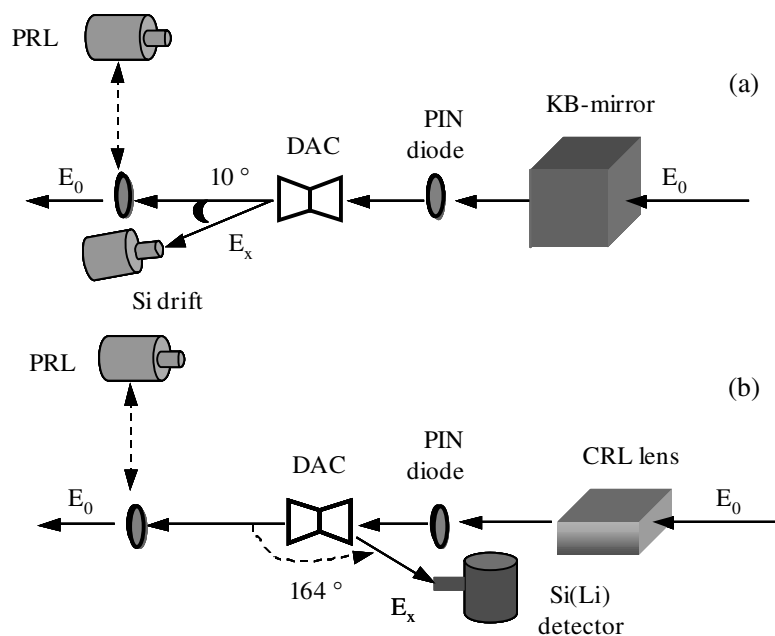 PRL
(a)
KB-mirror
PIN
diode
DAC
E₀
10 °
E₀
Eₓ
Si drift
PRL
(b)
CRL lens
PIN
diode
DAC
E₀
E₀
164 °
Eₓ
Si(Li)
detector